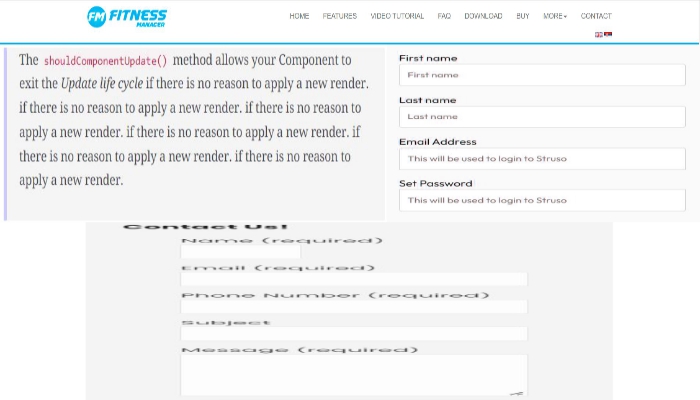 FM FITNESS
MANAGER
HOME FEATURES VIDEO TUTORIAL FAQ DOWNLOAD BUY MORE CONTACT
The shouldComponentUpdate() method allows your Component to
exit the Update life cycle if there is no reason to apply a new render.
if there is no reason to apply a new render. if there is no reason to
apply a new render. if there is no reason to apply a new render. if
there is no reason to apply a new render. if there is no reason to
apply a new render.
First name
First name
Last name
Last name
Email Address
This will be used to login to Struso
Set Password
This will be used to login to Struso
Contact Us!
Name (required)
Email (required)
Phone Number (required)
Subject
Message (required)